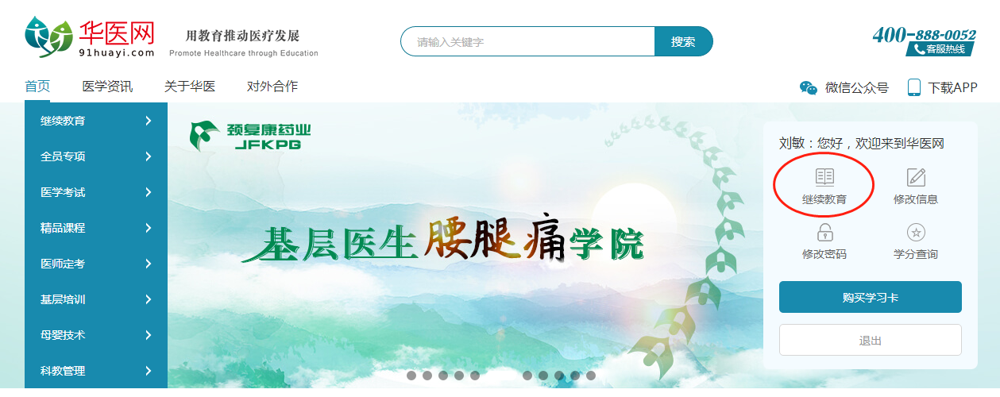 华医网
91huayi.com
用教育推动医疗发展
Promote Healthcare through Education
请输入关键字
搜索
400-888-0052
客服热线
首页
医学资讯
关于华医
对外合作
微信公众号
下载APP
继续教育
全员专项
医学考试
精品课程
医师定考
基层培训
母婴技术
科教管理
颈复康药业
JFKPG
基层医生腰腿痛学院
刘敏：您好，欢迎来到华医网
继续教育
修改信息
修改密码
学分查询
购买学习卡
退出